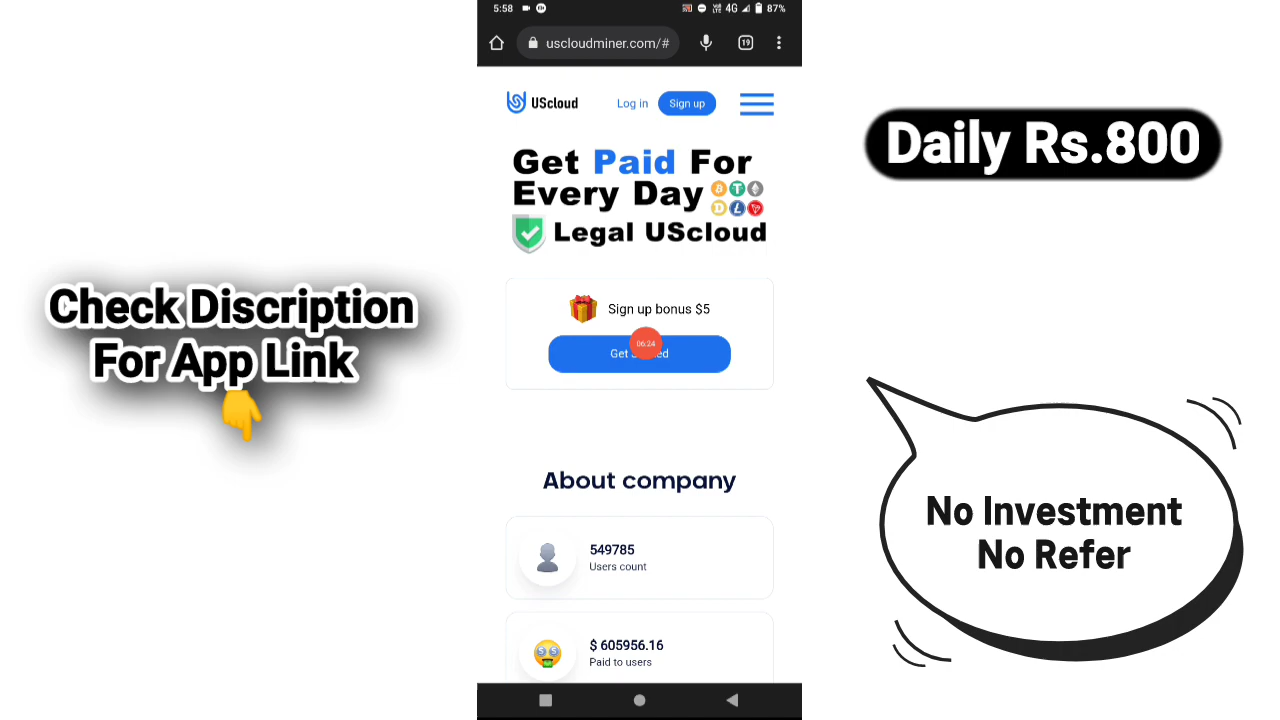 5:58
4G
87%
uscloudminer.com/#
19
UScloud
Log in
Sign up
Get Paid For
Every Day
Legal UScloud
Sign up bonus $5
06:24
About company
549785
Users count
$ 605956.16
Paid to users
Check Discription
For App Link
Daily Rs.800
No Investment
No Refer